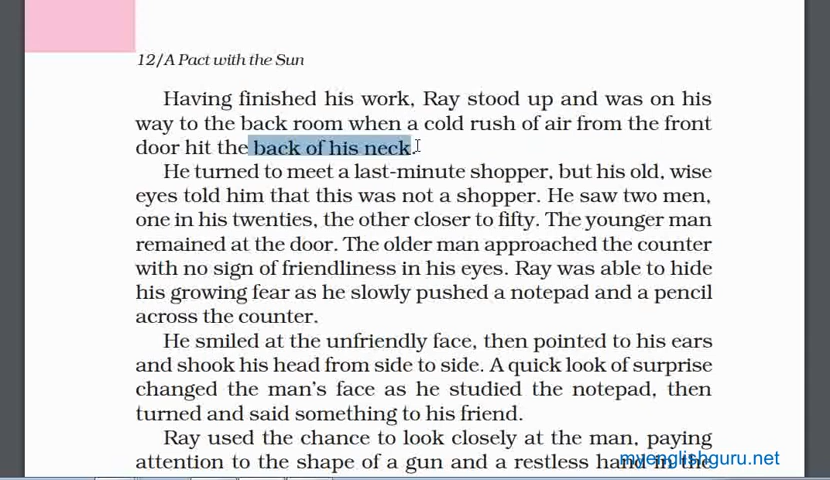 12/A Pact with the Sun
Having finished his work, Ray stood up and was on his
way to the back room when a cold rush of air from the front
door hit the back of his neck.
He turned to meet a last-minute shopper, but his old, wise
eyes told him that this was not a shopper. He saw two men,
one in his twenties, the other closer to fifty. The younger man
remained at the door. The older man approached the counter
with no sign of friendliness in his eyes. Ray was able to hide
his growing fear as he slowly pushed a notepad and a pencil
across the counter.
He smiled at the unfriendly face, then pointed to his ears
and shook his head from side to side. A quick look of surprise
changed the man's face as he studied the notepad, then
turned and said something to his friend.
Ray used the chance to look closely at the man, paying
attention to the shape of a gun and a restless hand in the
myenglishguru.net